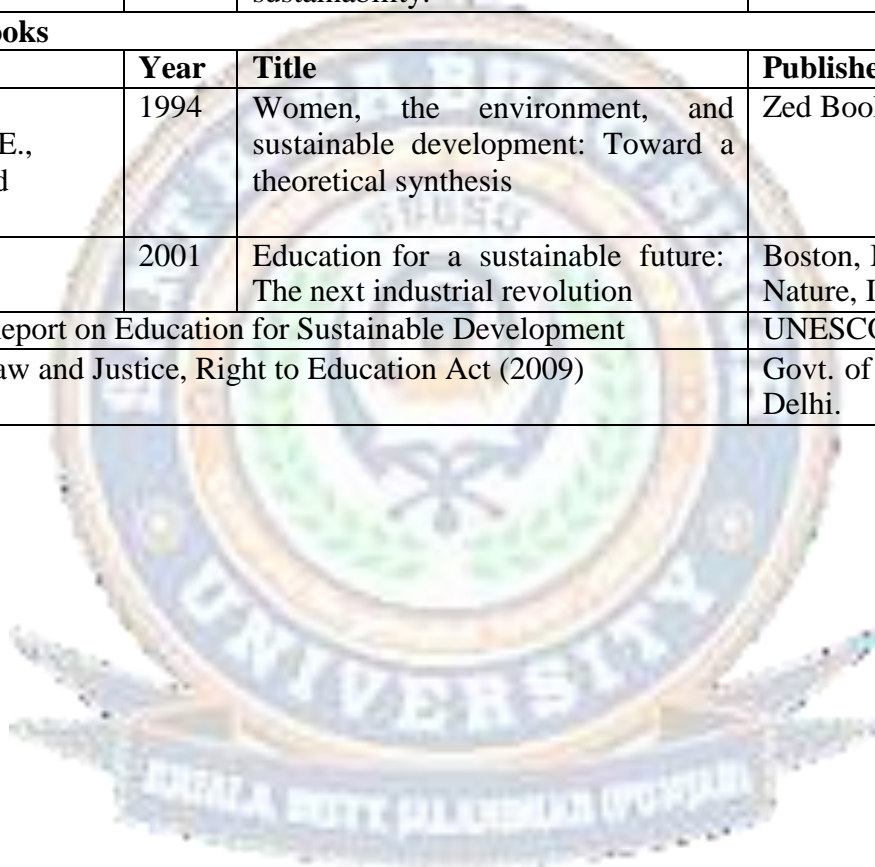 sustainability.
ooks
Year Title Publishe
1994 Women, the environment, and Zed Boo
E., sustainable development: Toward a
d theoretical synthesis
2001 Education for a sustainable future: Boston,
The next industrial revolution Nature,
eport on Education for Sustainable Development UNESCO
aw and Justice, Right to Education Act (2009) Govt. of
Delhi.
UNIVERSITY